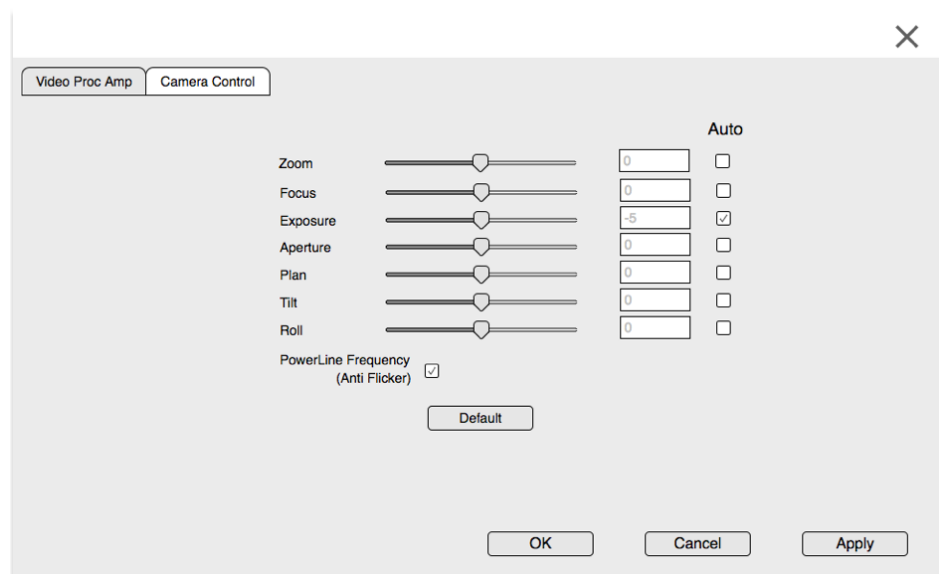 Video Proc Amp Camera Control
Auto
Zoom 0
Focus 0
Exposure -5
Aperture 0
Plan 0
Tilt 0
Roll 0
PowerLine Frequency
(Anti Flicker)
Default
OK Cancel Apply